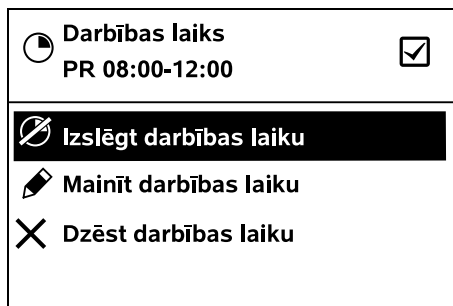 Darbības laiks
PR 08:00-12:00
Izslēgt darbības laiku
Mainīt darbības laiku
Dzēst darbības laiku